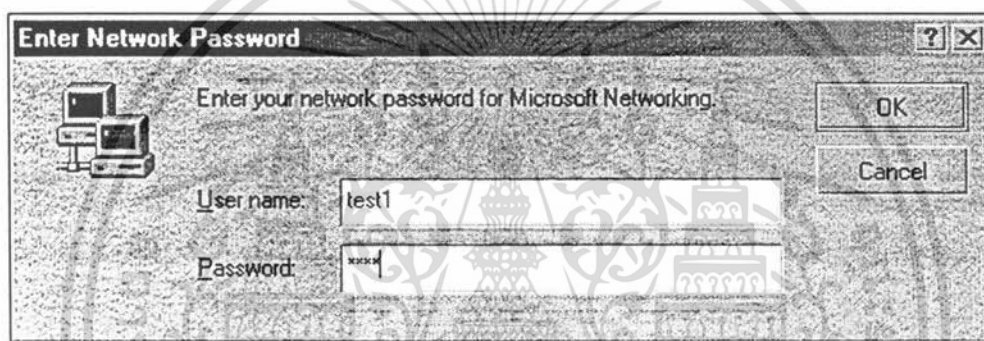 Enter Network Password
Enter your network password for Microsoft Networking.
OK
Cancel
User name: test1
Password: ××××